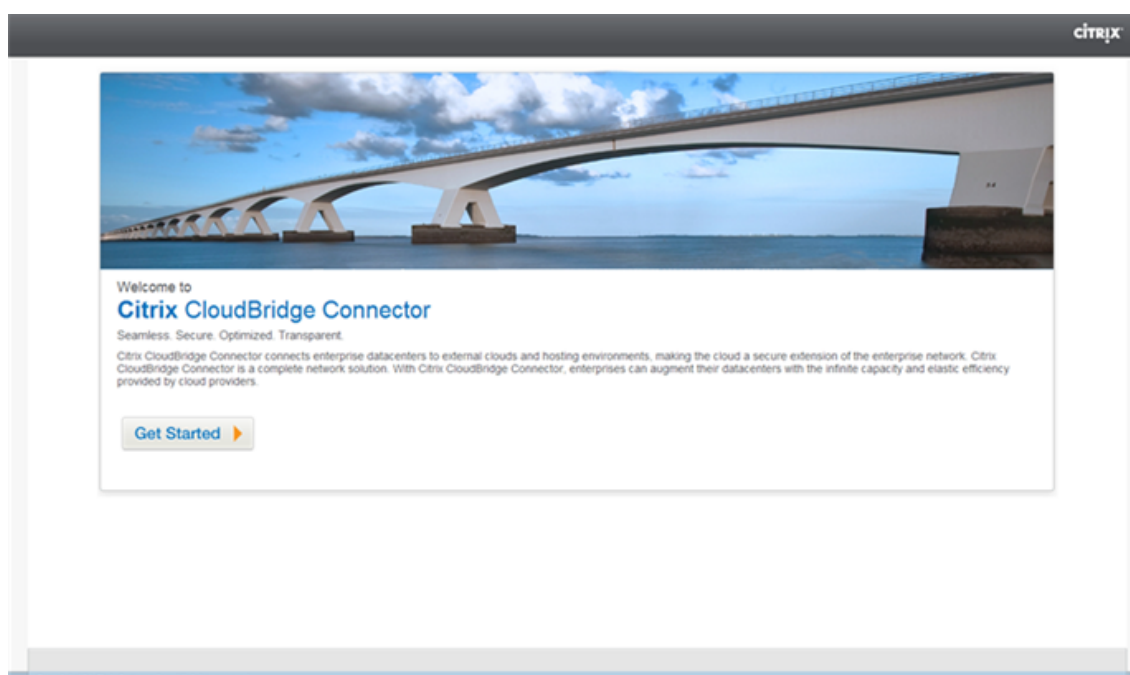 CİTRIX
Welcome to
Citrix CloudBridge Connector
Seamless. Secure. Optimized. Transparent.
Citrix CloudBridge Connector connects enterprise datacenters to external clouds and hosting environments, making the cloud a secure extension of the enterprise network. Citrix
CloudBridge Connector is a complete network solution. With Citrix CloudBridge Connector, enterprises can augment their datacenters with the infinite capacity and elastic efficiency
provided by cloud providers.
Get Started